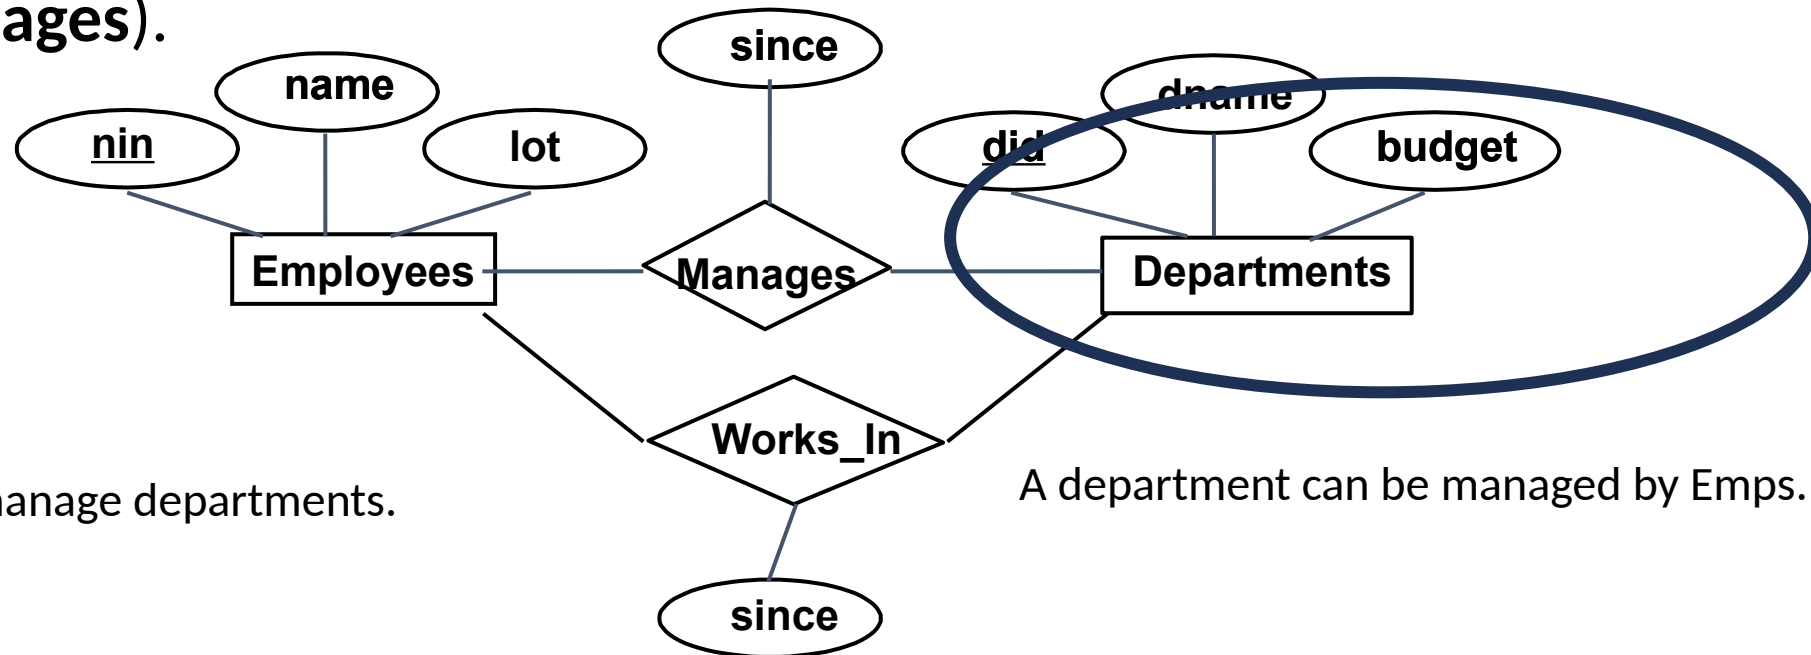 ages).
since
name
dname
nin
lot
did
budget
Employees
Manages
Departments
Works_In
A department can be managed by Emps.
anage departments.
since